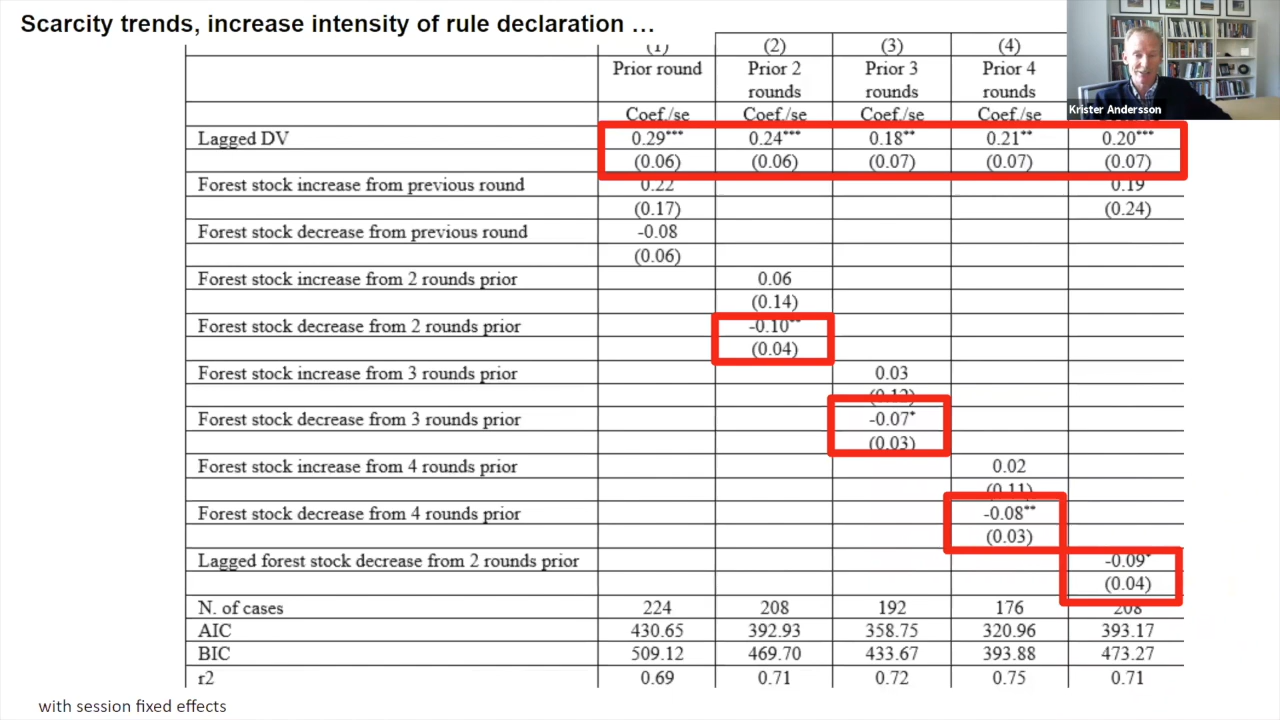 Scarcity trends, increase intensity of rule declaration …
(1) (2) (3) (4)
Prior round Prior 2 rounds Prior 3 rounds Prior 4 rounds
Coef./se Coef./se Coef./se Coef./se
Krister Andersson
Lagged DV 0.29*** 0.24*** 0.18** 0.21** 0.20***
(0.06) (0.06) (0.07) (0.07) (0.07)
Forest stock increase from previous round 0.22 0.19
(0.17) (0.24)
Forest stock decrease from previous round -0.08
(0.06)
Forest stock increase from 2 rounds prior 0.06
(0.14)
Forest stock decrease from 2 rounds prior -0.10**
(0.04)
Forest stock increase from 3 rounds prior 0.03
(0.12)
Forest stock decrease from 3 rounds prior -0.07*
(0.03)
Forest stock increase from 4 rounds prior 0.02
(0.11)
Forest stock decrease from 4 rounds prior -0.08**
(0.03)
Lagged forest stock decrease from 2 rounds prior -0.09*
(0.04)
N. of cases 224 208 192 176 208
AIC 430.65 392.93 358.75 320.96 393.17
BIC 509.12 469.70 433.67 393.88 473.27
r2 0.69 0.71 0.72 0.75 0.71
with session fixed effects